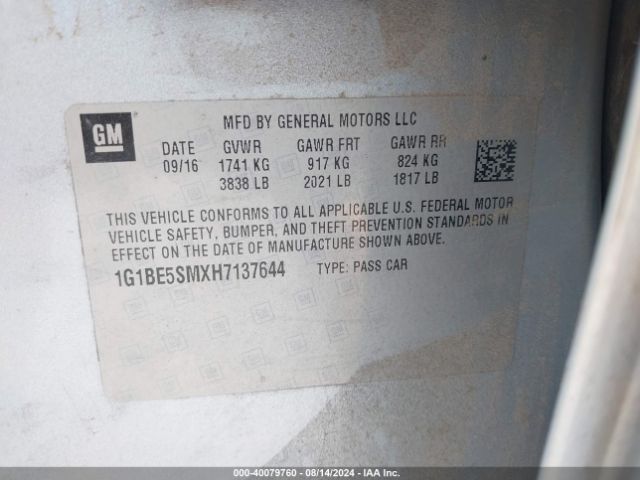 GM
MFD BY GENERAL MOTORS LLC
DATE GVWR GAWR FRT GAWR RR
09/16 1741 KG 917 KG 824 KG
3838 LB 2021 LB 1817 LB
THIS VEHICLE CONFORMS TO ALL APPLICABLE U.S. FEDERAL MOTOR
VEHICLE SAFETY, BUMPER, AND THEFT PREVENTION STANDARDS IN
EFFECT ON THE DATE OF MANUFACTURE SHOWN ABOVE.
1G1BE5SMXH7137644 TYPE: PASS CAR
000-40079760 - 08/14/2024 - IAA Inc.